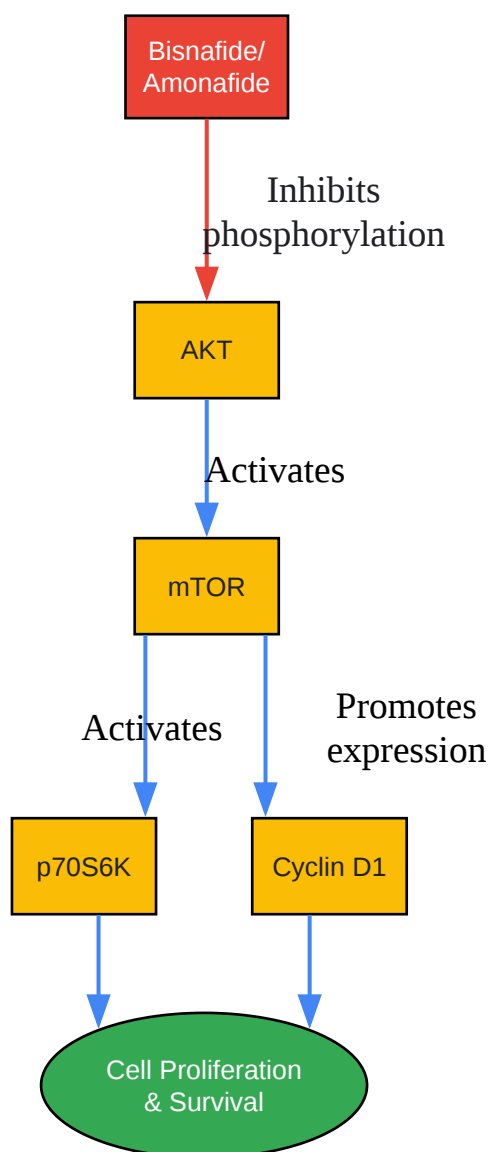 Bisnafide/
Amonafide
Inhibits
phosphorylation
AKT
Activates
mTOR
Activates
Promotes
expression
p70S6K
Cyclin D1
Cell Proliferation
& Survival